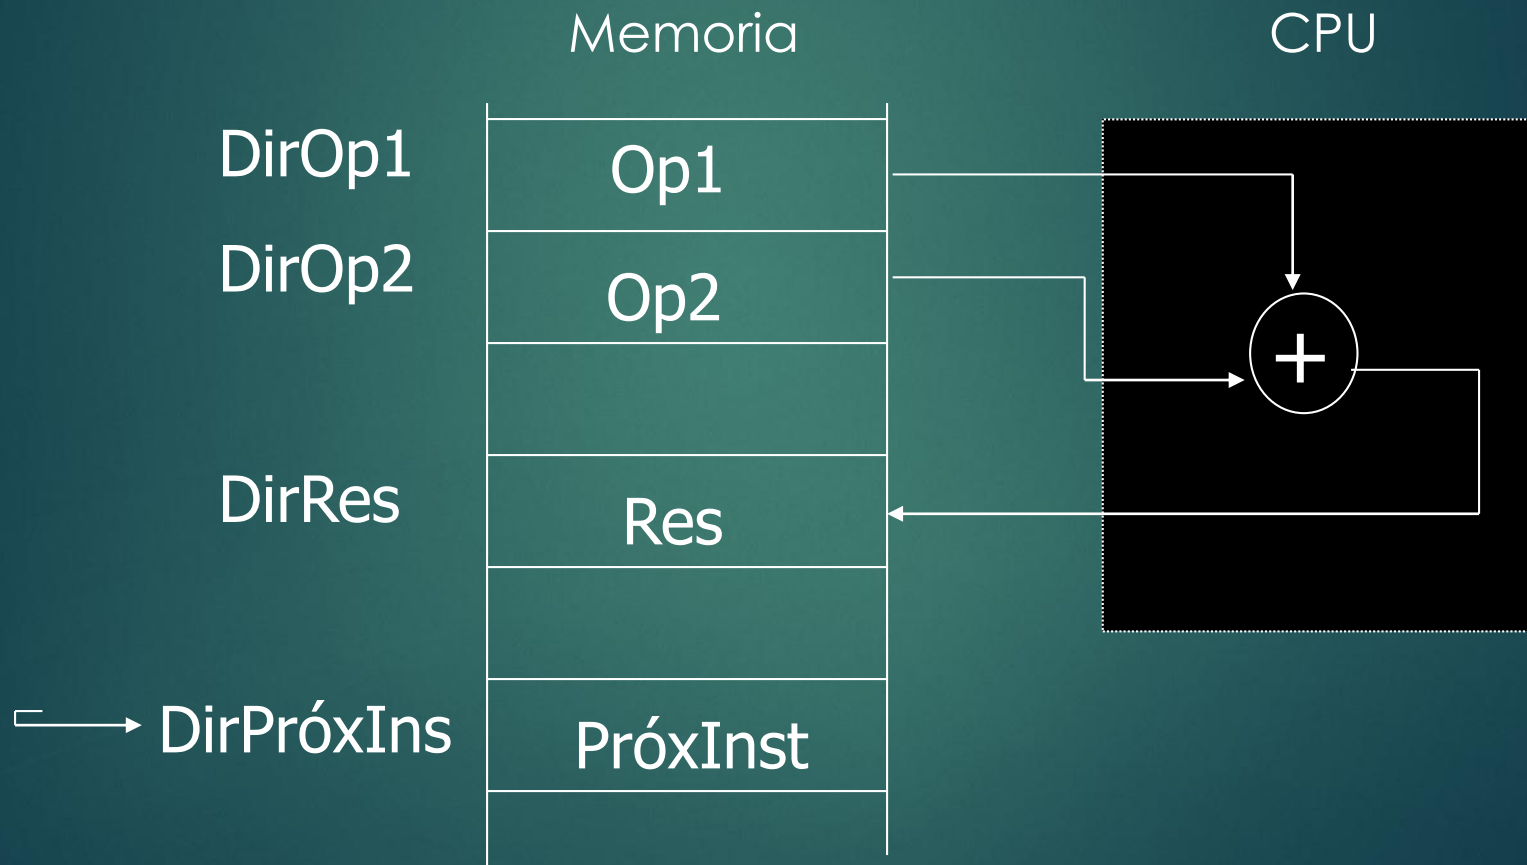 Memoria CPU
DirOp1 Op1
DirOp2 Op2
+
DirRes Res
DirPróxIns PróxInst